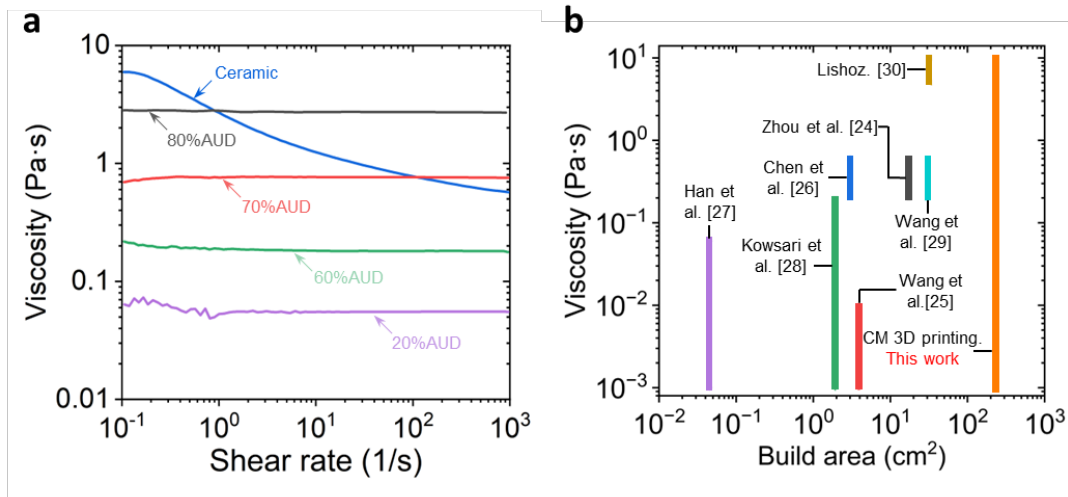 a
Viscosity (Pa·s)
10
1
0.1
0.01
Ceramic
80%AUD
70%AUD
60%AUD
20%AUD
10⁻¹
10⁰
10¹
10²
10³
Shear rate (1/s)
b
Viscosity (Pa·s)
10¹
10⁰
10⁻¹
10⁻²
10⁻³
Lishoz. [30]
Zhou et al. [24]
Chen et
al. [26]
Han et
al. [27]
Wang et
al. [29]
Kowsari et
al. [28]
Wang et
al.[25]
CM 3D printing.
This work
10⁻²
10⁻¹
10⁰
10¹
10²
10³
Build area (cm²)